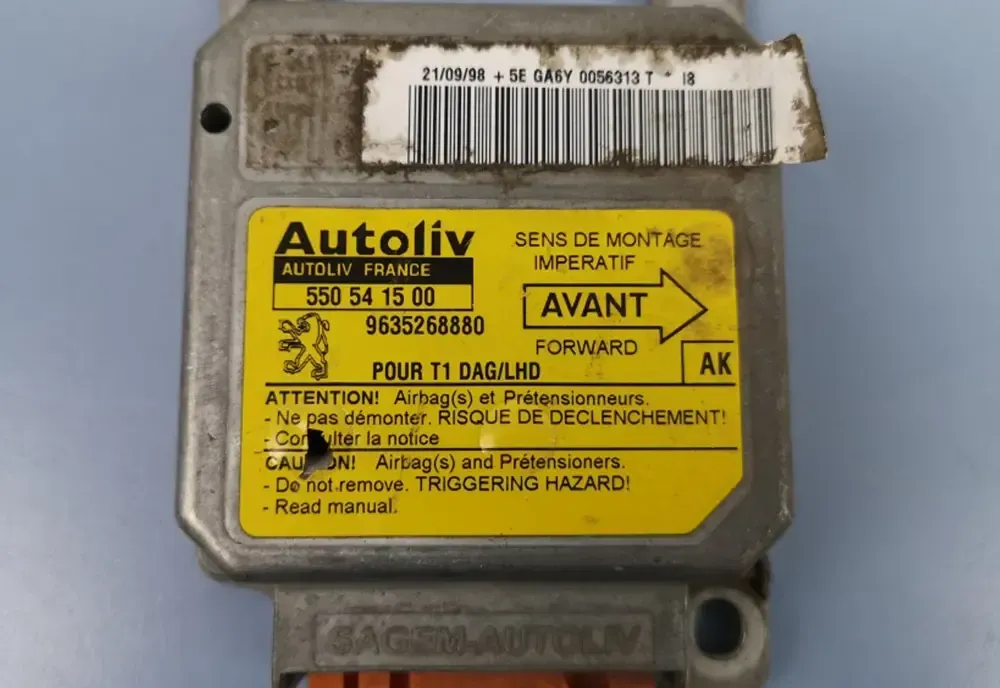 21/09/98 + 5E GA6Y 0056313 T * I8
Autoliv
AUTOLIV FRANCE
550 54 15 00
9635268880
POUR T1 DAG/LHD
SENS DE MONTAGE
IMPERATIF
AVANT
FORWARD
AK
ATTENTION! Airbag(s) et Prétensionneurs.
- Ne pas démonter. RISQUE DE DECLENCHEMENT!
- Consulter la notice
CAUTION! Airbag(s) and Prétensioners.
- Do not remove. TRIGGERING HAZARD!
- Read manual.
SAGEM-AUTOLIV